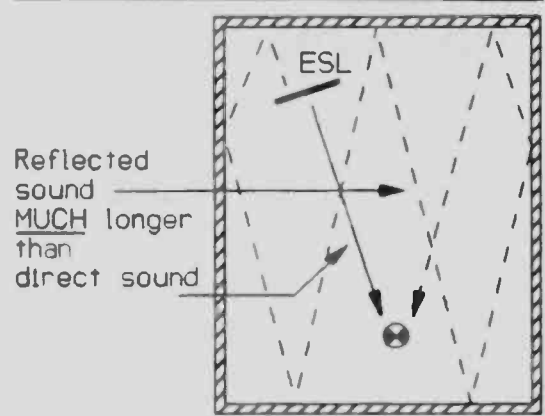 ESL
Reflected
sound
MUCH longer
than
direct sound